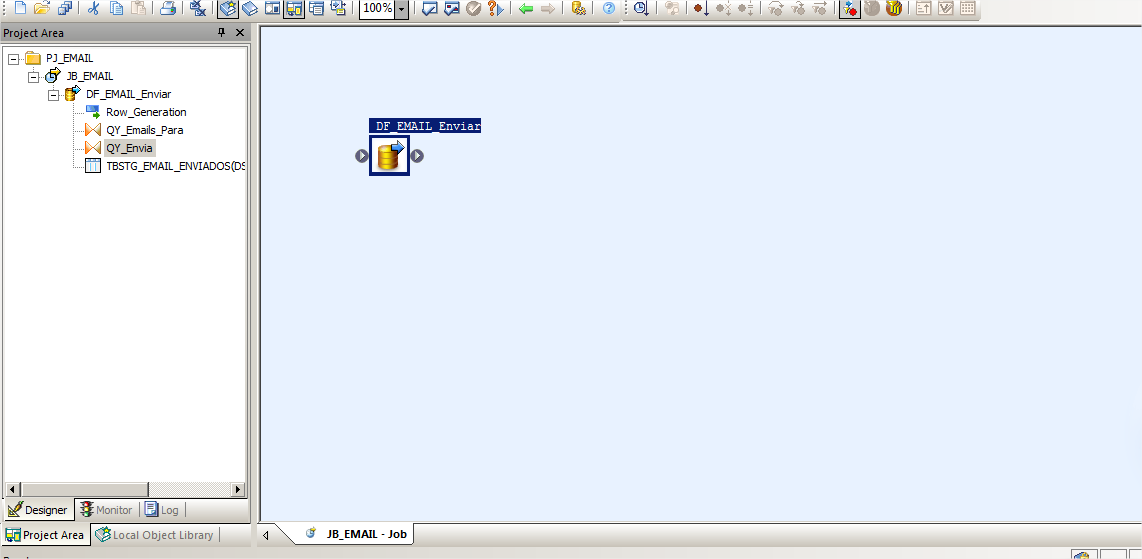 100%
Project Area
PJ_EMAIL
JB_EMAIL
DF_EMAIL_Enviar
Row_Generation
QY_Emails_Para
QY_Envia
TBSTG_EMAIL_ENVIADOS(DS
DF_EMAIL_Enviar
Designer
Monitor
Log
Project Area
Local Object Library
JB_EMAIL - Job